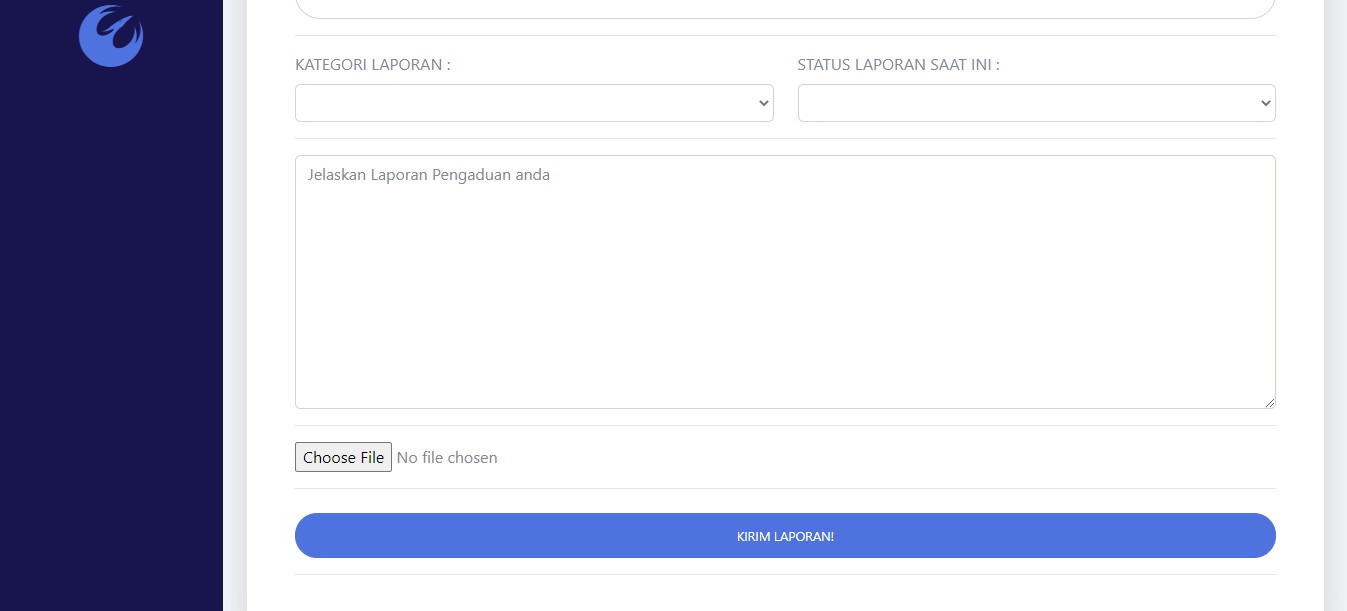 KATEGORI LAPORAN :
STATUS LAPORAN SAAT INI :
Jelaskan Laporan Pengaduan anda
Choose File No file chosen
KIRIM LAPORAN!